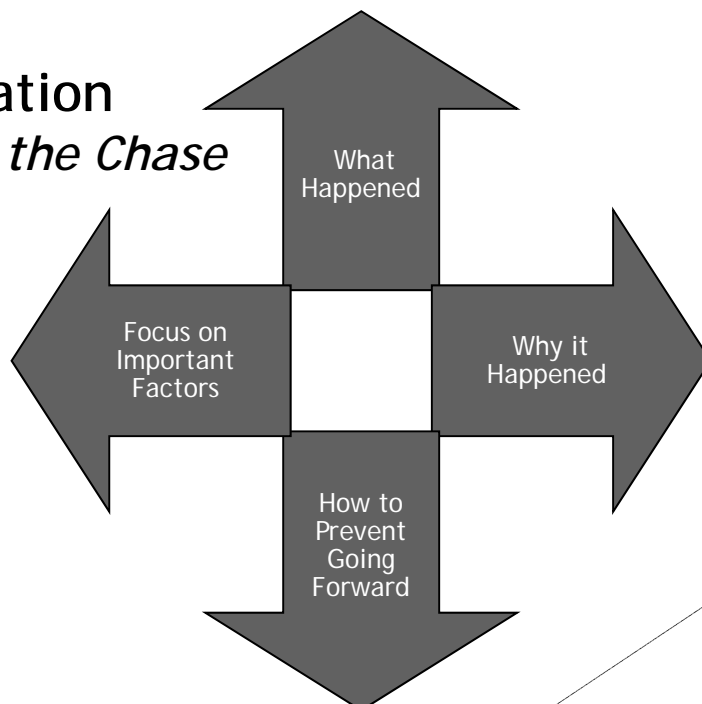 ation
the Chase
What
Happened
Focus on
Important
Factors
Why it
Happened
How to
Prevent
Going
Forward